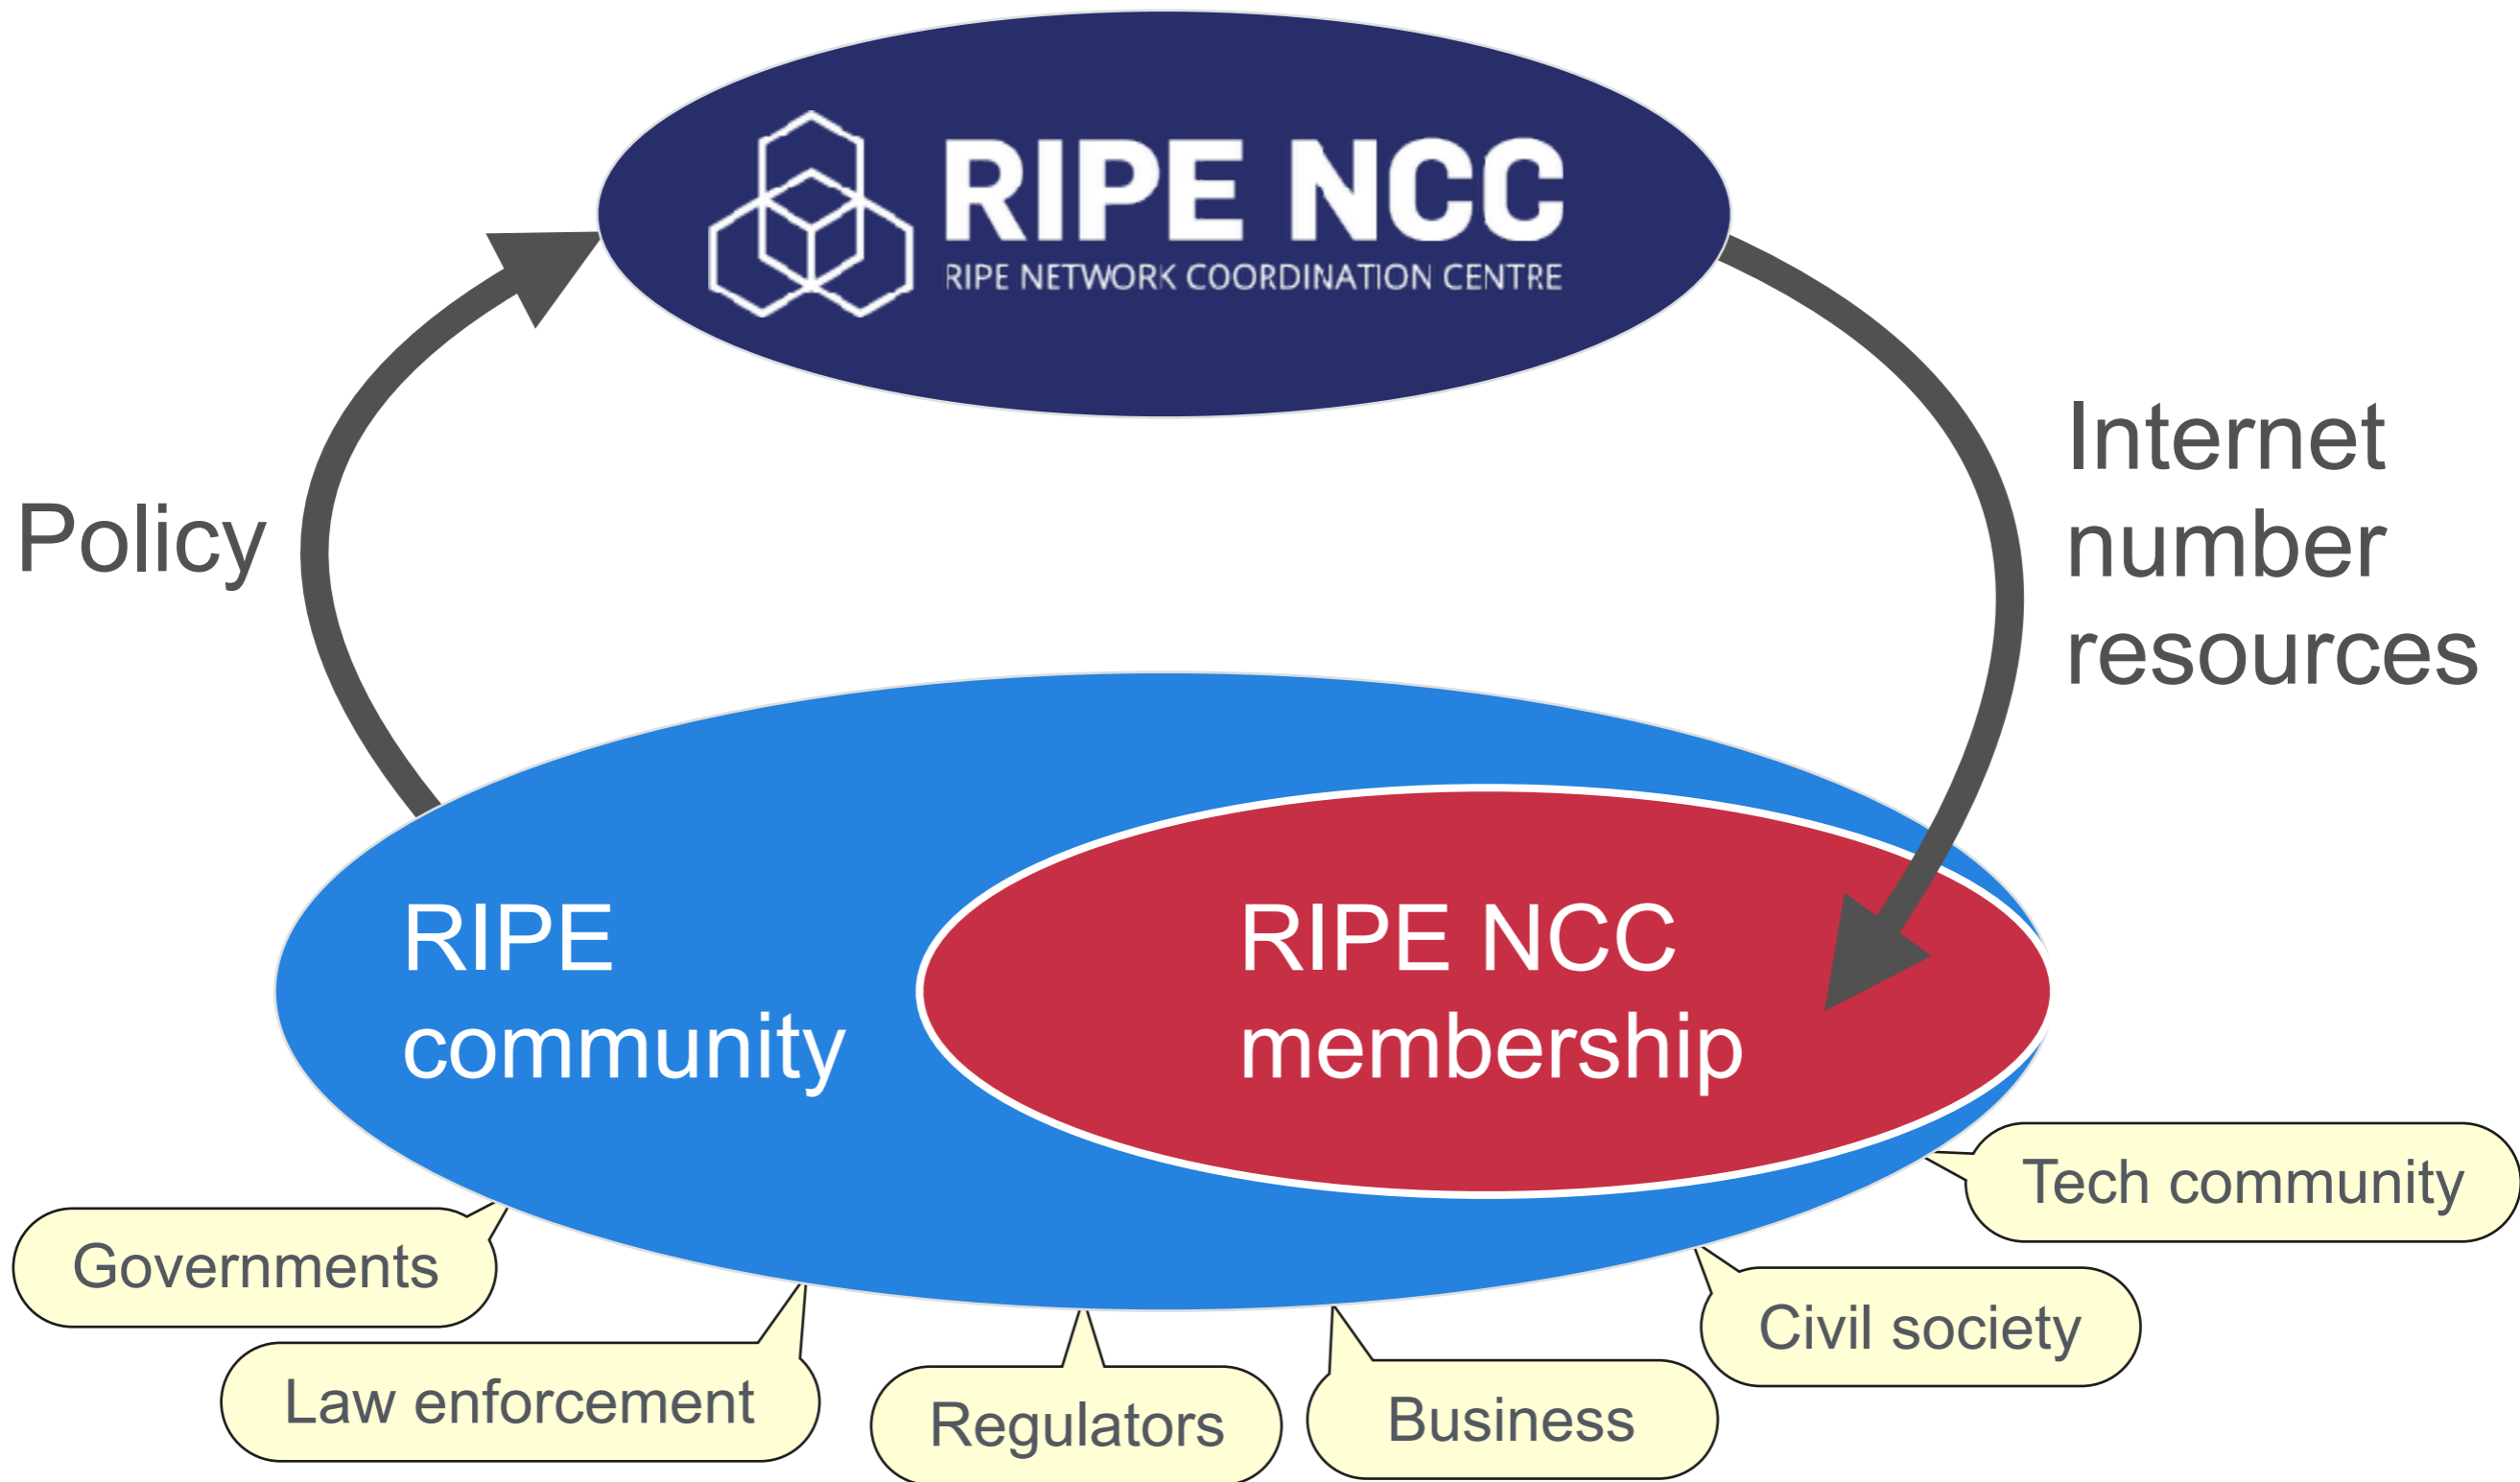 RIPE NCC
RIPE NETWORK COORDINATION CENTRE
Policy
Internet
number
resources
RIPE
community
RIPE NCC
membership
Tech community
Governments
Civil society
Law enforcement
Regulators
Business